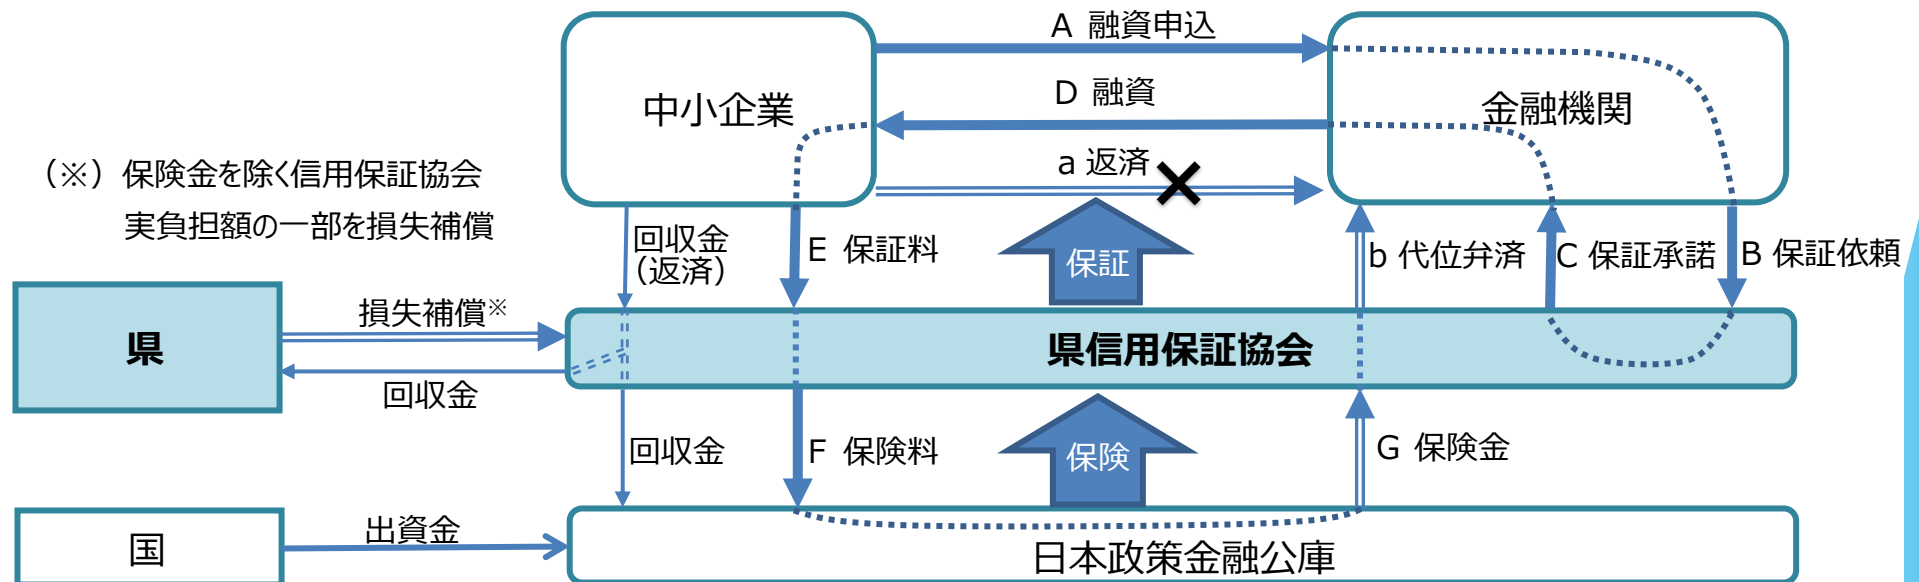 A 融資申込
中小企業
D 融資
金融機関
a 返済
（※）保険金を除く信用保証協会
実負担額の一部を損失補償
回収金
（返済）
E 保証料
保証
b 代位弁済
C 保証承諾
B 保証依頼
県
損失補償※
県信用保証協会
回収金
回収金
F 保険料
保険
G 保険金
国
出資金
日本政策金融公庫